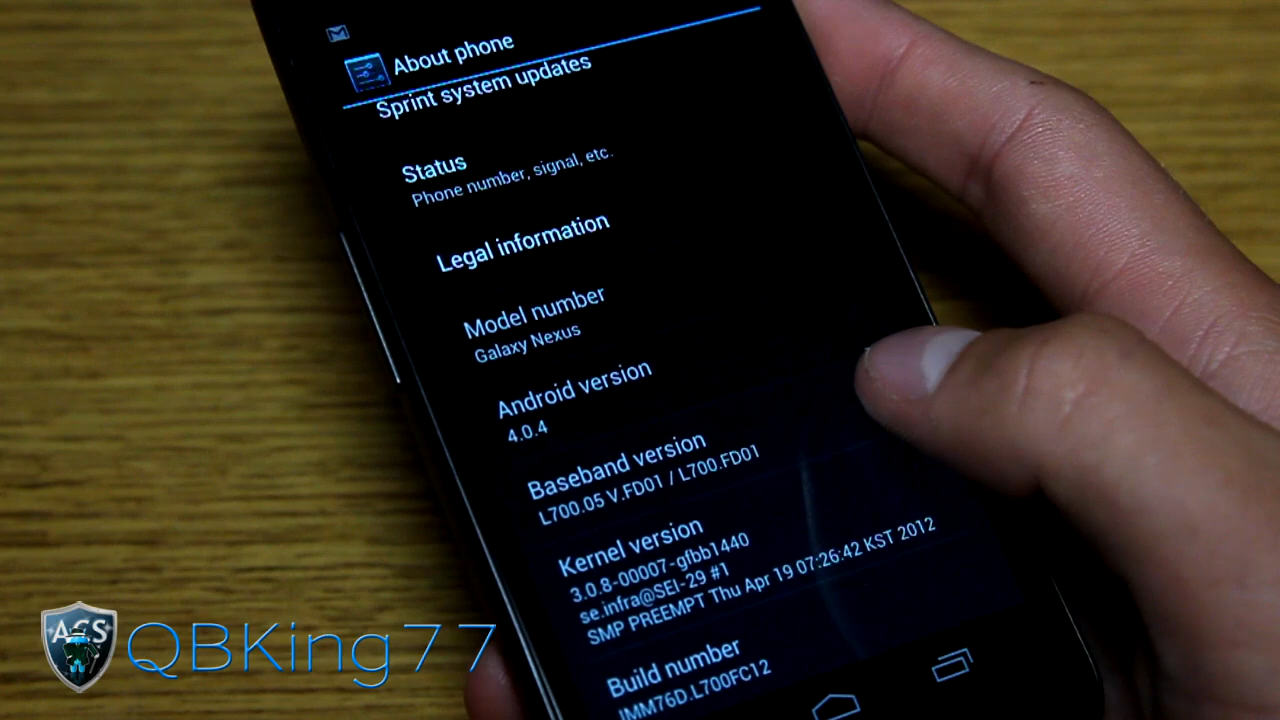 About phone
Sprint system updates
Status
Phone number, signal, etc.
Legal information
Model number
Galaxy Nexus
Android version
4.0.4
Baseband version
L700.05 V.FD01 / L700.FD01
Kernel version
3.0.8-00007-gfbb1440
se.infra@SEI-29 #1
SMP PREEMPT Thu Apr 19 07:26:42 KST 2012
Build number
IMM76D.L700FC12
ACS
QBKing77